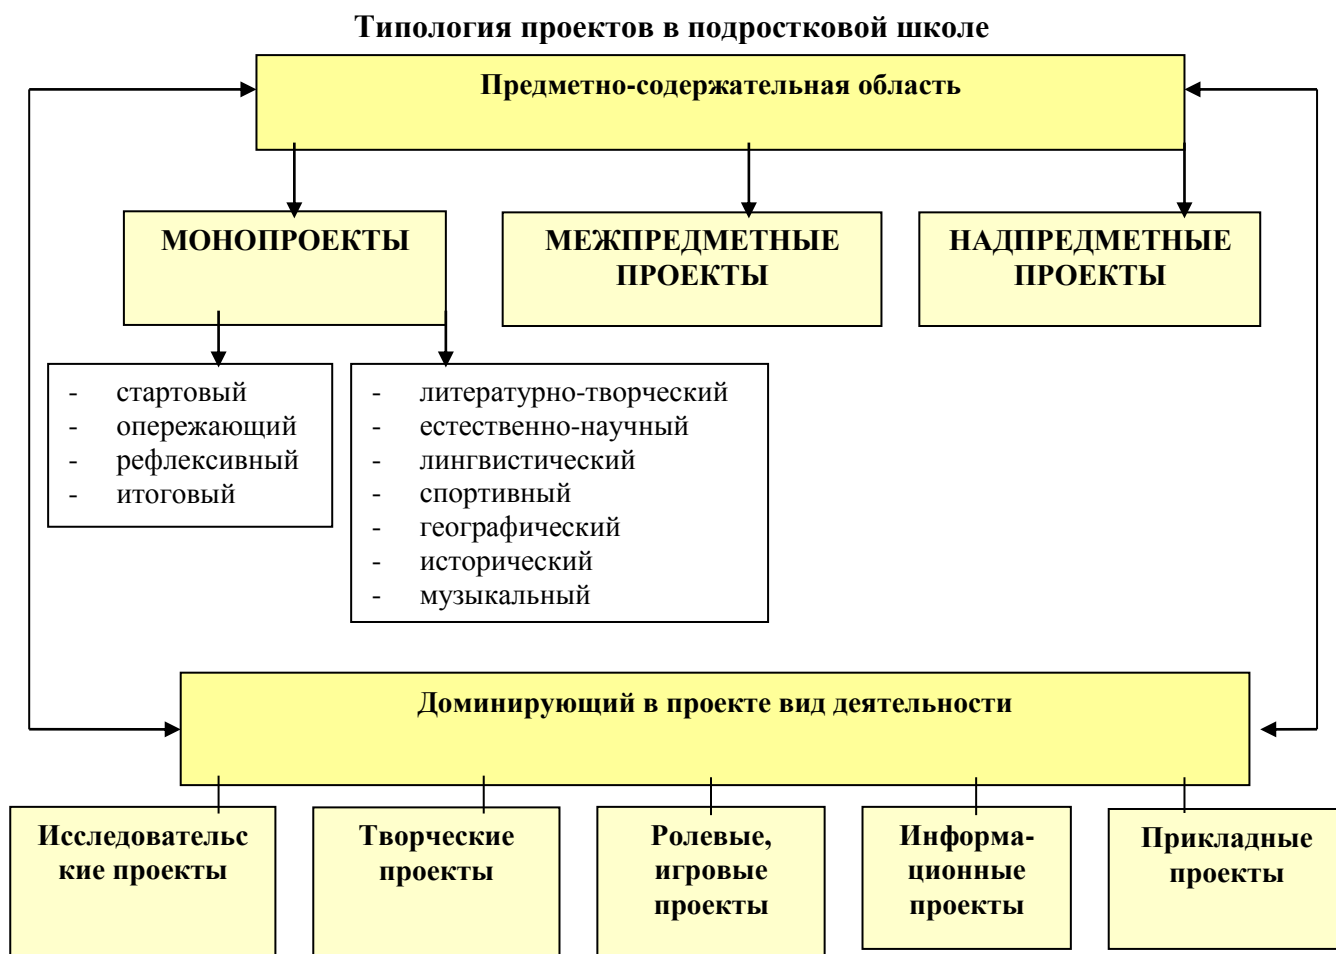 Типология проектов в подростковой школе
Предметно-содержательная область
МОНОПРОЕКТЫ
МЕЖПРЕДМЕТНЫЕ
ПРОЕКТЫ
НАДПРЕДМЕТНЫЕ
ПРОЕКТЫ
- стартовый
- опережающий
- рефлексивный
- итоговый
- литературно-творческий
- естественно-научный
- лингвистический
- спортивный
- географический
- исторический
- музыкальный
Доминирующий в проекте вид деятельности
Исследовательс
кие проекты
Творческие
проекты
Ролевые,
игровые
проекты
Информа-
ционные
проекты
Прикладные
проекты